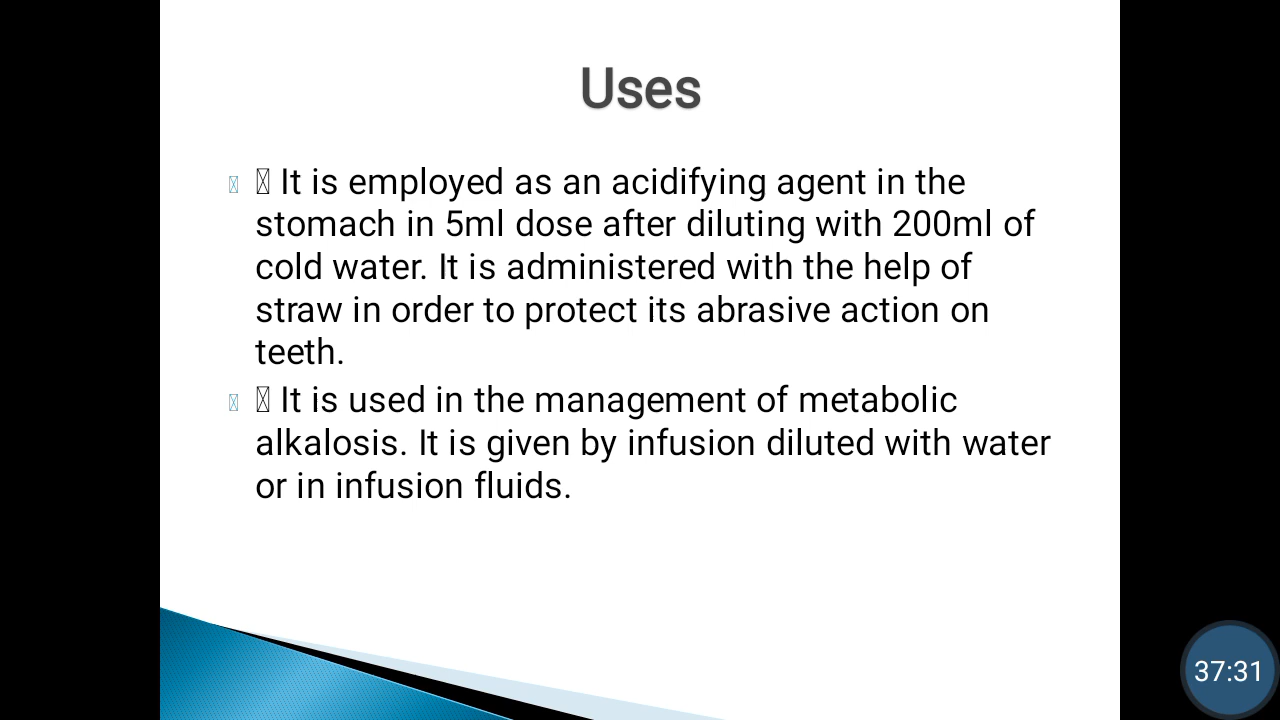 Uses
It is employed as an acidifying agent in the
stomach in 5ml dose after diluting with 200ml of
cold water. It is administered with the help of
straw in order to protect its abrasive action on
teeth.
It is used in the management of metabolic
alkalosis. It is given by infusion diluted with water
or in infusion fluids.
37:31